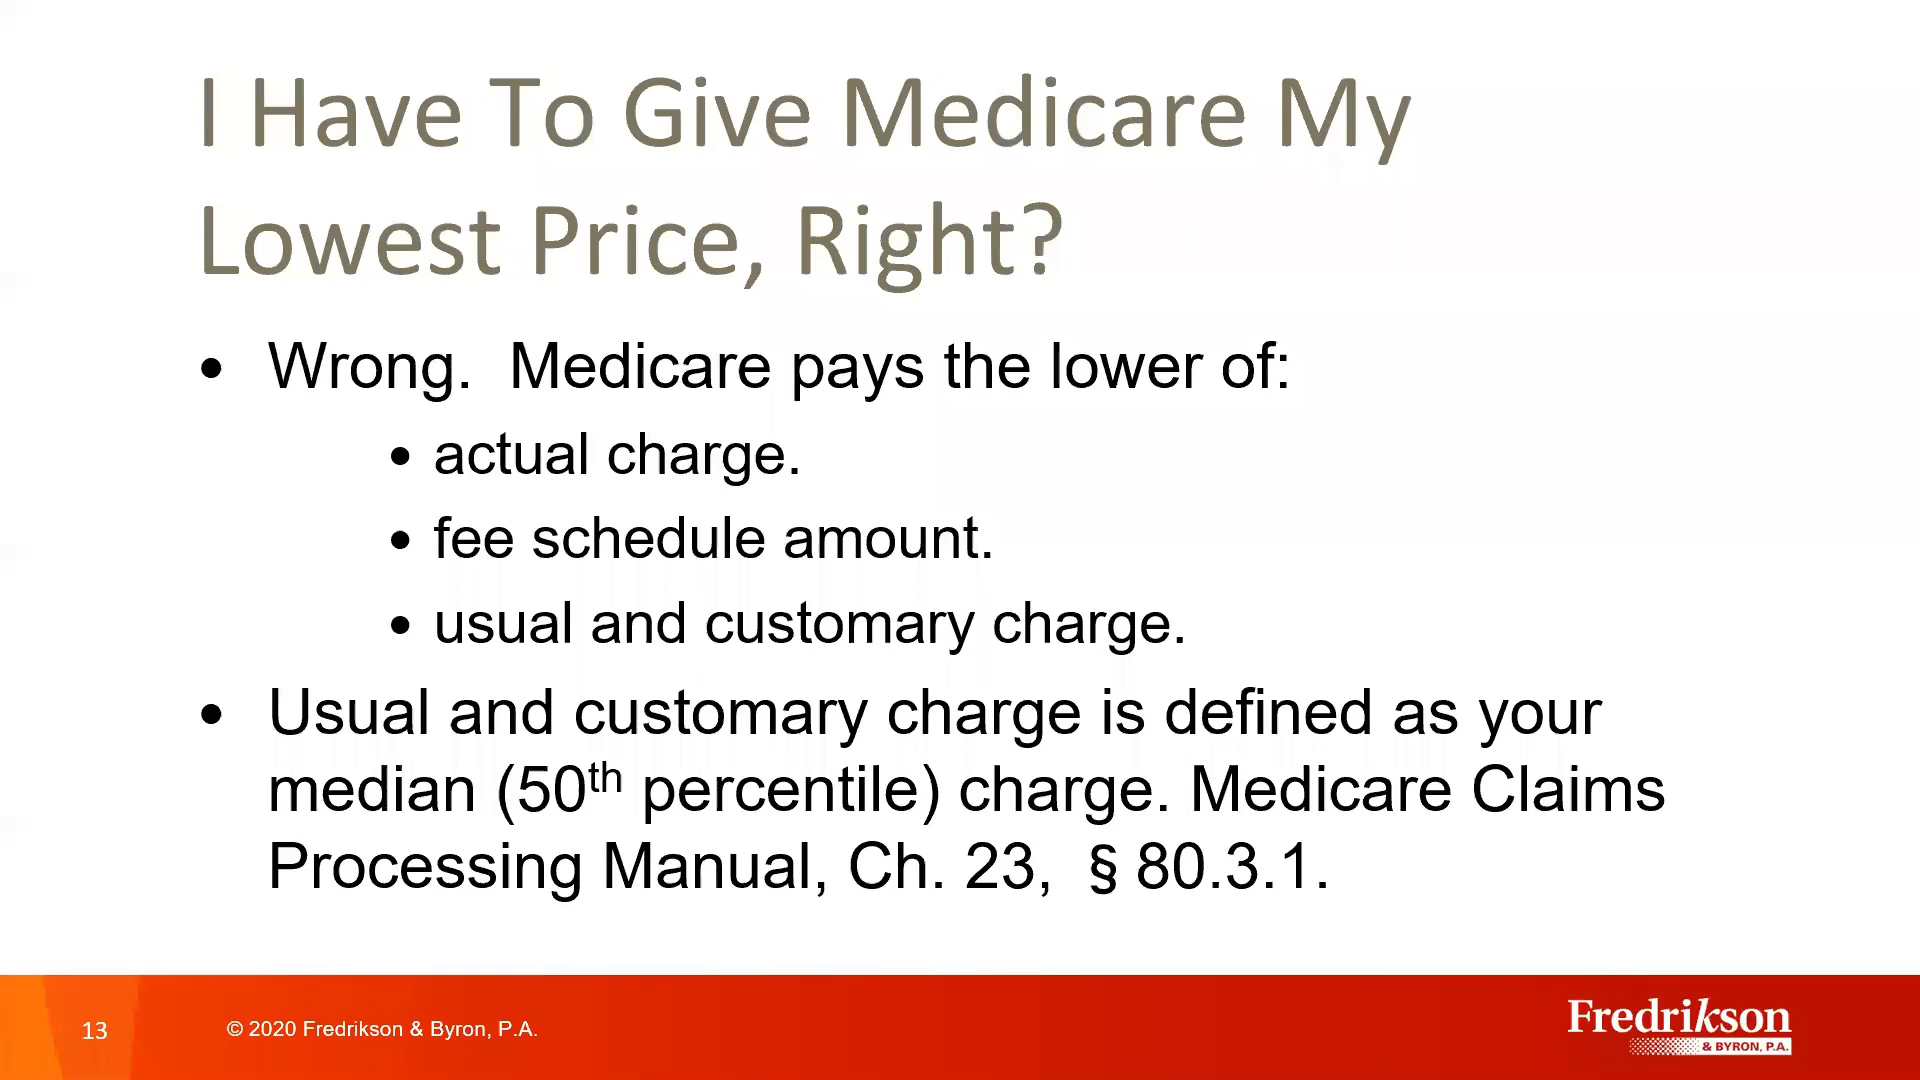 I Have To Give Medicare My
Lowest Price, Right?
• Wrong.  Medicare pays the lower of:
• actual charge.
• fee schedule amount.
• usual and customary charge.
• Usual and customary charge is defined as your
median (50th percentile) charge. Medicare Claims
Processing Manual, Ch. 23,  § 80.3.1.
13
© 2020 Fredrikson & Byron, P.A.
Fredrikson
& BYRON, P.A.